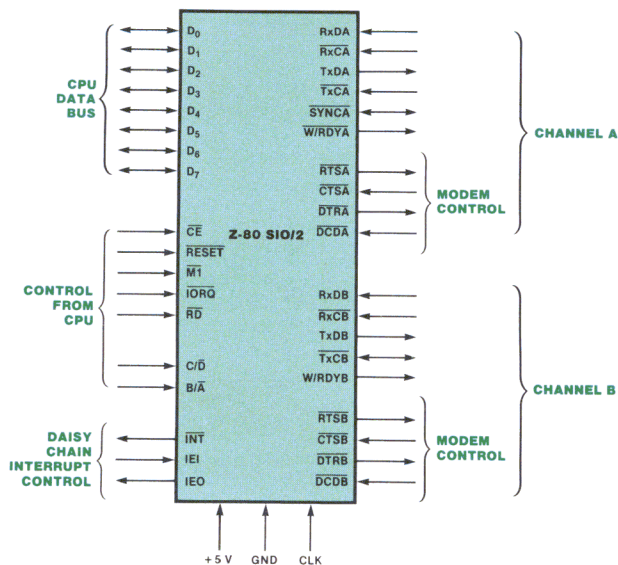 D0
D1
D2
D3
D4
D5
D6
D7
CPU
DATA
BUS
CE
RESET
M1
IORQ
RD
C/D
B/A
CONTROL
FROM
CPU
INT
IEI
IEO
DAISY
CHAIN
INTERRUPT
CONTROL
Z-80 SIO/2
RxDA
RxCA
TxDA
TxCA
SYNCA
W/RDYA
RTSA
CTSA
DTRA
DCDA
MODEM
CONTROL
CHANNEL A
RxDB
RxCB
TxDB
TxCB
W/RDYB
RTSB
CTSB
DTRB
DCDB
MODEM
CONTROL
CHANNEL B
+5 V GND CLK